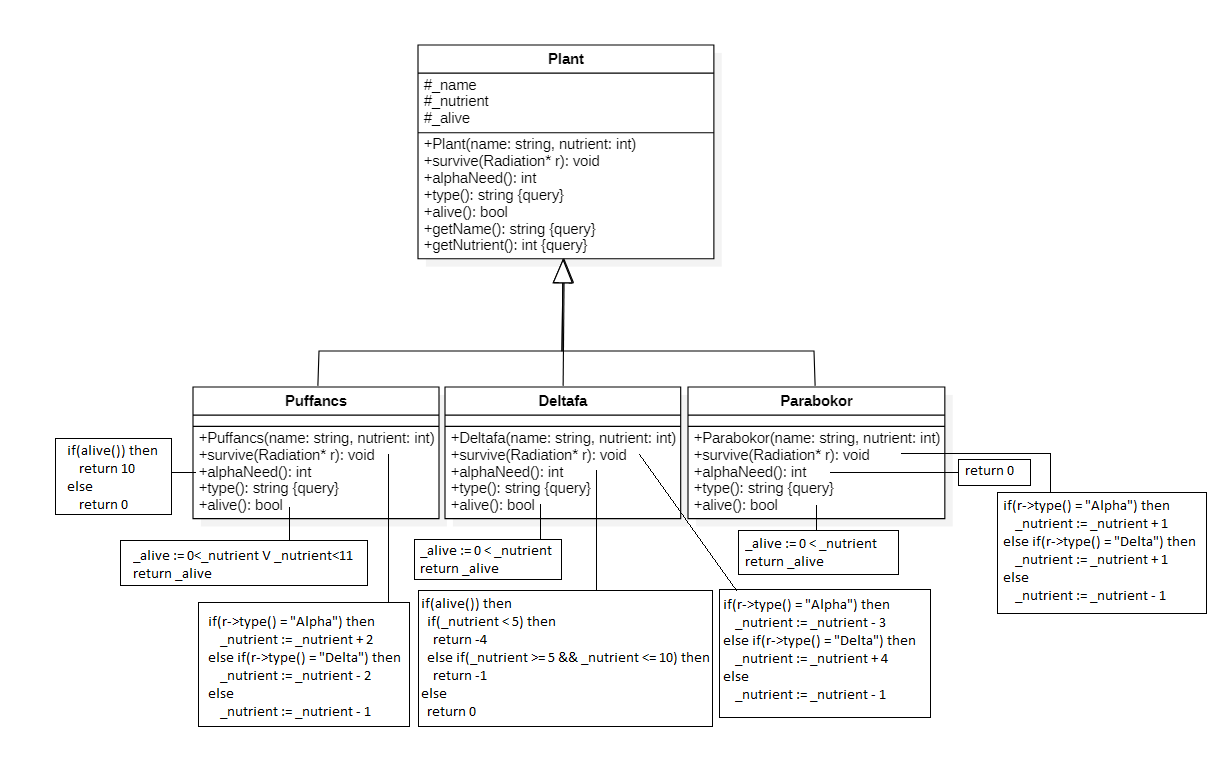 Plant
#_name
#_nutrient
#_alive
+Plant(name: string, nutrient: int)
+survive(Radiation* r): void
+alphaNeed(): int
+type(): string {query}
+alive(): bool
+getName(): string {query}
+getNutrient(): int {query}
Puffancs
+Puffancs(name: string, nutrient: int)
+survive(Radiation* r): void
+alphaNeed(): int
+type(): string {query}
+alive(): bool
Deltafa
+Deltafa(name: string, nutrient: int)
+survive(Radiation* r): void
+alphaNeed(): int
+type(): string {query}
+alive(): bool
Parabokor
+Parabokor(name: string, nutrient: int)
+survive(Radiation* r): void
+alphaNeed(): int
+type(): string {query}
+alive(): bool
if(alive()) then
return 10
else
return 0
return 0
_alive := 0<_nutrient V _nutrient<11
return _alive
_alive := 0 < _nutrient
return _alive
_alive := 0 < _nutrient
return _alive
if(r->type() = "Alpha") then
_nutrient := _nutrient + 1
else if(r->type() = "Delta") then
_nutrient := _nutrient + 1
else
_nutrient := _nutrient - 1
if(r->type() = "Alpha") then
_nutrient := _nutrient + 2
else if(r->type() = "Delta") then
_nutrient := _nutrient - 2
else
_nutrient := _nutrient - 1
if(alive()) then
if(_nutrient < 5) then
return -4
else if(_nutrient >= 5 && _nutrient <= 10) then
return -1
else
return 0
if(r->type() = "Alpha") then
_nutrient := _nutrient - 3
else if(r->type() = "Delta") then
_nutrient := _nutrient + 4
else
_nutrient := _nutrient - 1